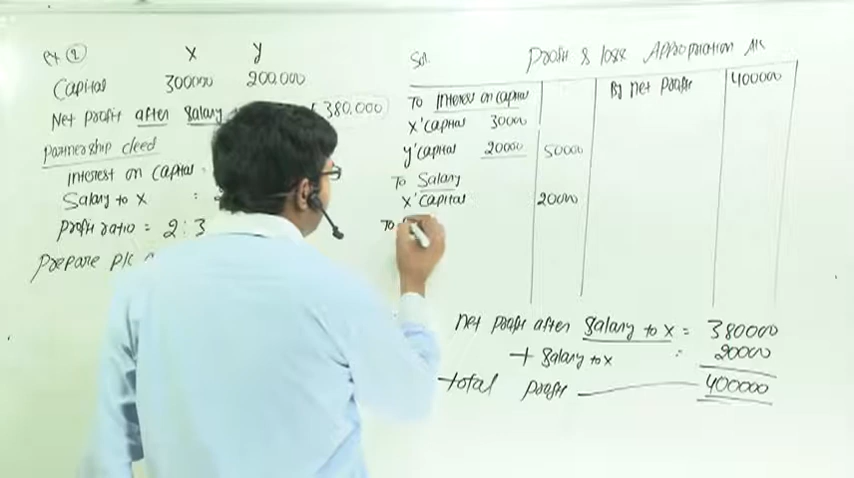 Ex ②
X Y
Capital 300000 200.000
Net profit after salary 380.000
Partnership deed
Interest on capital
Salary to X =
Profit ratio = 2:3
Prepare P/L
Sol. Profit & loss Appropriation A/c
To Interest on capital
X' capital 30000
Y' capital 20000 50000
To Salary
X' Capital 20000
To
By Net Profit 400000
Net profit after salary to X = 380000
+ salary to X : 20000
total profit 400000